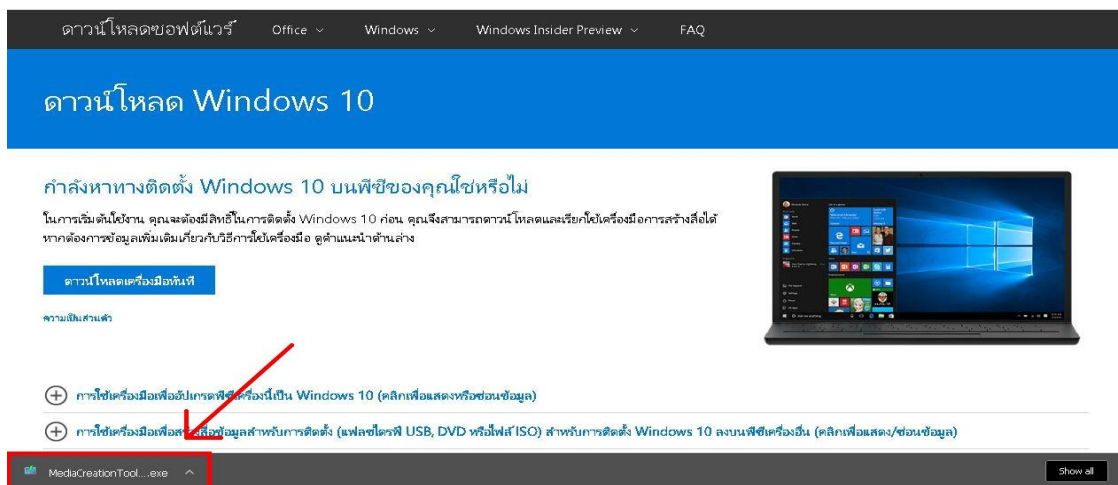 ดาวน์โหลดซอฟต์แวร์ Office Windows Windows Insider Preview FAQ
ดาวน์โหลด Windows 10
กำลังหาทางติดตั้ง Windows 10 บนพีซีของคุณใช่หรือไม่
ในการเริ่มต้นใช้งาน คุณจะต้องมีสิทธิ์ในการติดตั้ง Windows 10 ก่อน คุณจึงสามารถดาวน์โหลดและเรียกใช้เครื่องมือการสร้างสื่อได้
หากต้องการข้อมูลเพิ่มเติมเกี่ยวกับวิธีการใช้เครื่องมือ ดูคำแนะนำด้านล่าง
ดาวน์โหลดเครื่องมือทันที
ความเป็นส่วนตัว
การใช้เครื่องมือเพื่ออัปเกรดพีซีเครื่องนี้เป็น Windows 10 (คลิกเพื่อแสดงหรือซ่อนข้อมูล)
การใช้เครื่องมือเพื่อสร้างสื่อข้อมูลสำหรับการติดตั้ง (แฟลชไดรฟ์ USB, DVD หรือไฟล์ ISO) สำหรับการติดตั้ง Windows 10 ลงบนพีซีเครื่องอื่น (คลิกเพื่อแสดง/ซ่อนข้อมูล)
MediaCreationTool....exe Show all